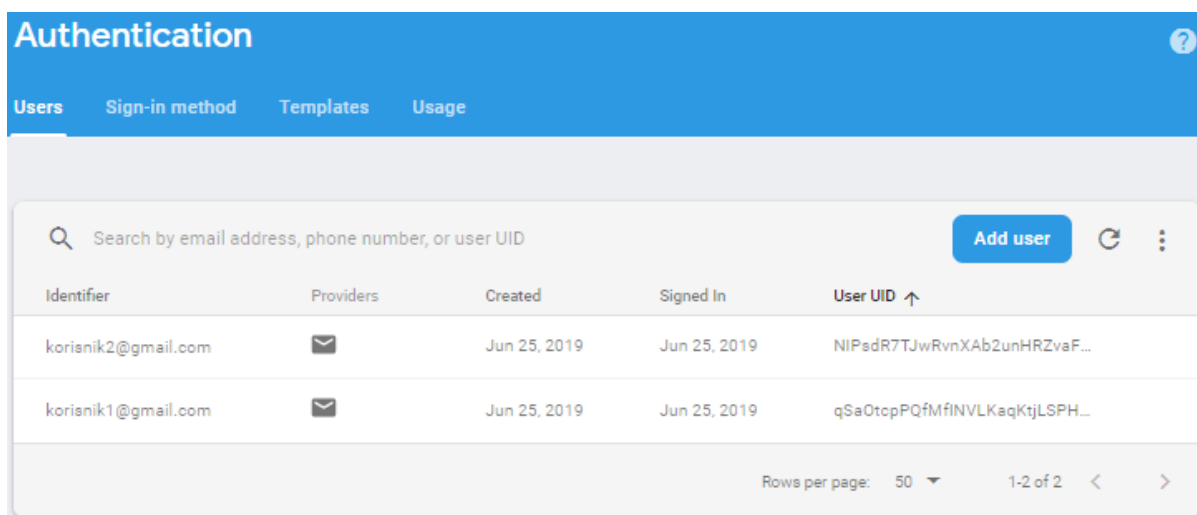 Authentication
Users Sign-in method Templates Usage
Search by email address, phone number, or user UID Add user
Identifier Providers Created Signed In User UID
korisnik2@gmail.com Jun 25, 2019 Jun 25, 2019 NIPsdR7TJwRvnXAb2unHRZvaF...
korisnik1@gmail.com Jun 25, 2019 Jun 25, 2019 qSaOtcpPQfMfINVLKaqKtjLSPH...
Rows per page: 50 1-2 of 2